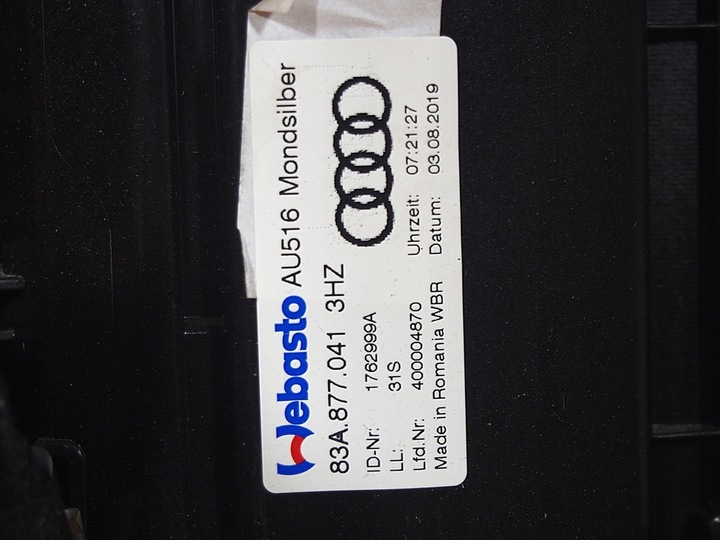 Webasto AU516 Mondsilber
83A.877.041 3HZ
ID-Nr: 1762999A
LL: 31S
Lfd.Nr: 400004870 Uhrzeit: 07:21:27
Made in Romania WBR Datum: 03.08.2019